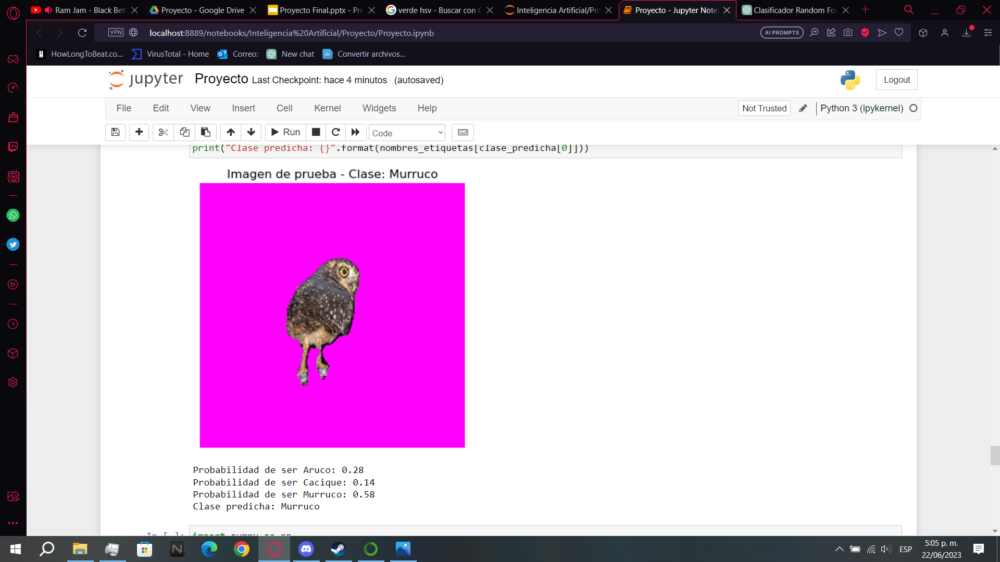 Ram Jam - Black Bet
Proyecto - Google Drive
Proyecto Final.pptx - Pre
verde hsv - Buscar con G
Inteligencia Artificial/Pro
Proyecto - Jupyter Note
Clasificador Random Fo
VPN
localhost:8889/notebooks/Inteligencia%20Artificial/Proyecto/Proyecto.ipynb
AI PROMPTS
HowLongToBeat.co...
VirusTotal - Home
Correo:
New chat
Convertir archivos...
jupyter
Proyecto Last Checkpoint: hace 4 minutos (autosaved)
Logout
File
Edit
View
Insert
Cell
Kernel
Widgets
Help
Not Trusted
Python 3 (ipykernel)
Run
Code
print("Clase predicha: {}".format(nombres_etiquetas[clase_predicha[0]]))
Imagen de prueba - Clase: Murruco
Probabilidad de ser Aruco: 0.28
Probabilidad de ser Cacique: 0.14
Probabilidad de ser Murruco: 0.58
Clase predicha: Murruco
In [ ]:
import numpy as np
ESP
5:05 p. m.
22/06/2023